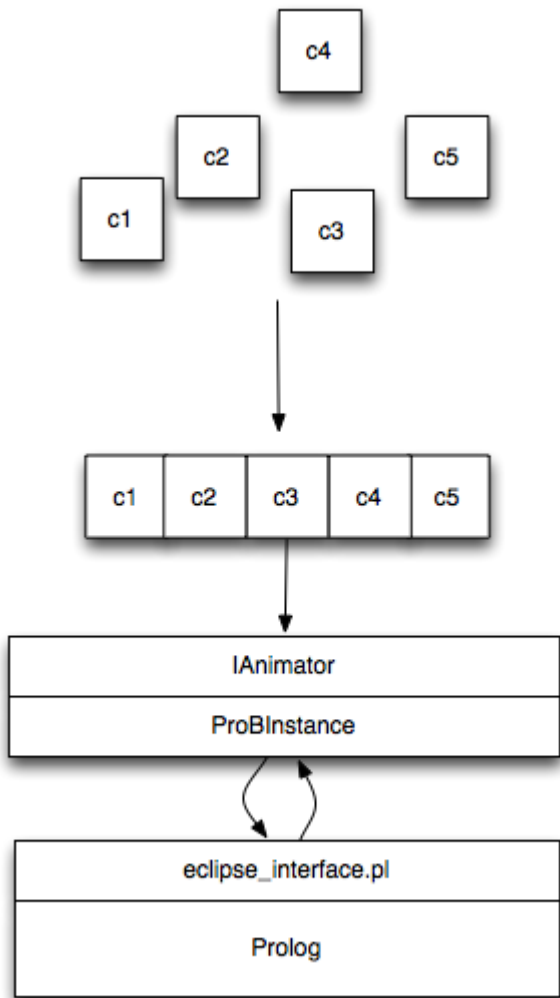 c4
c2
c5
c1
c3
c1 c2 c3 c4 c5
IAnimator
ProBInstance
eclipse_interface.pl
Prolog